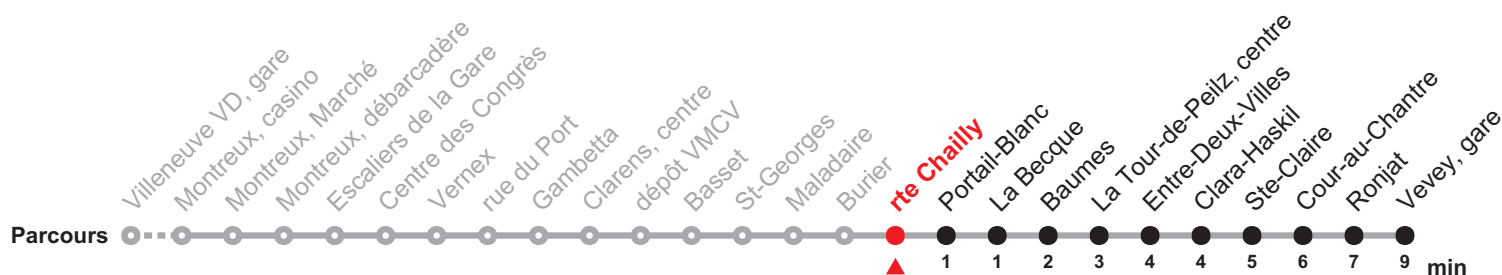 Villeneuve VD, gare
Montreux, casino
Montreux, Marché
Montreux, débarcadère
Escaliers de la Gare
Centre des Congrès
Vernex
rue du Port
Gambetta
Clarens, centre
dépôt VMCV
Basset
St-Georges
Maladaire
Burier
rte Chailly
Portail-Blanc
La Becque
Baumes
La Tour-de-Peilz, centre
Entre-Deux-Villes
Clara-Haskil
Ste-Claire
Cour-au-Chantre
Ronjat
Vevey, gare
Parcours
1 1 2 3 4 4 5 6 7 9 min